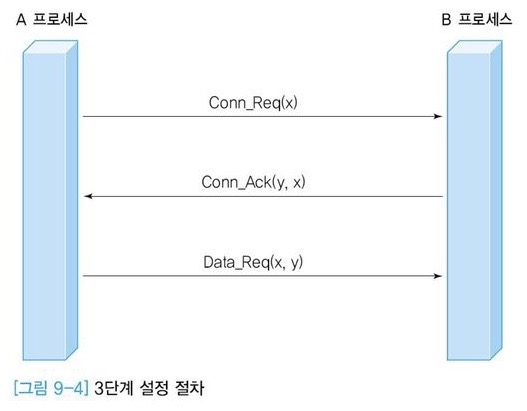 A 프로세스 B 프로세스
Conn_Req(x)
Conn_Ack(y, x)
Data_Req(x, y)
[그림 9-4] 3단계 설정 절차